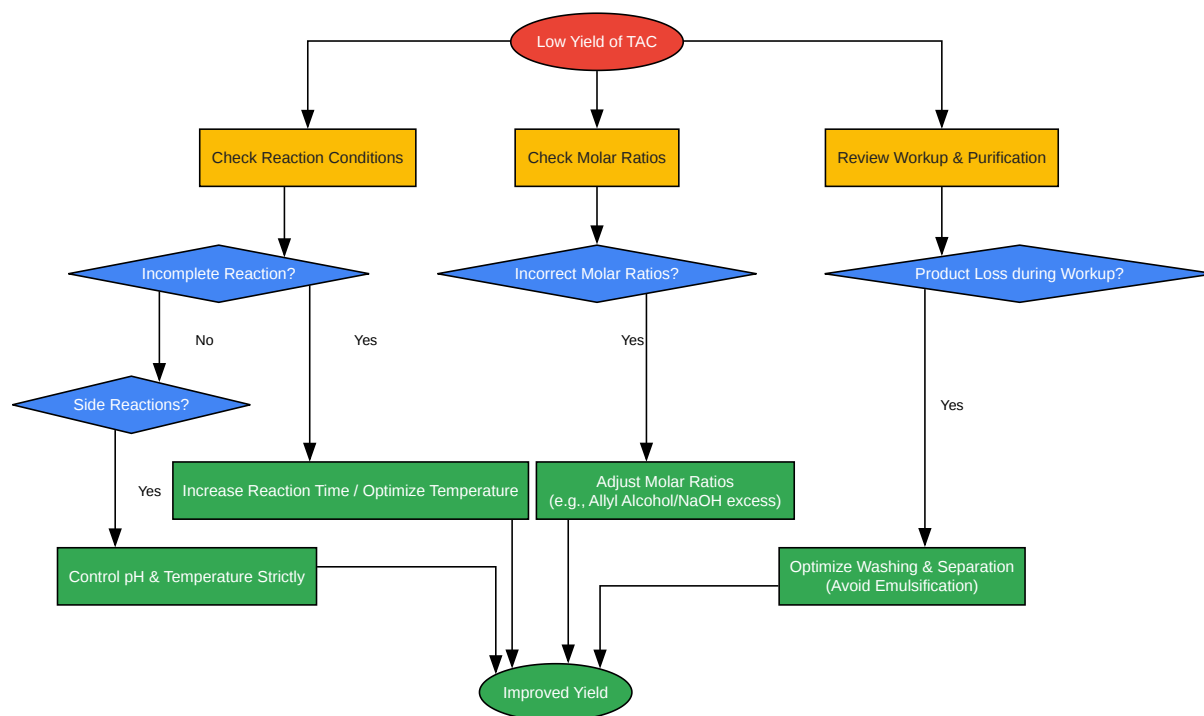 Low Yield of TAC
Check Reaction Conditions
Check Molar Ratios
Review Workup & Purification
Incomplete Reaction?
Incorrect Molar Ratios?
Product Loss during Workup?
No
Yes
Yes
Side Reactions?
Yes
Yes
Increase Reaction Time / Optimize Temperature
Adjust Molar Ratios
(e.g., Allyl Alcohol/NaOH excess)
Control pH & Temperature Strictly
Optimize Washing & Separation
(Avoid Emulsification)
Improved Yield